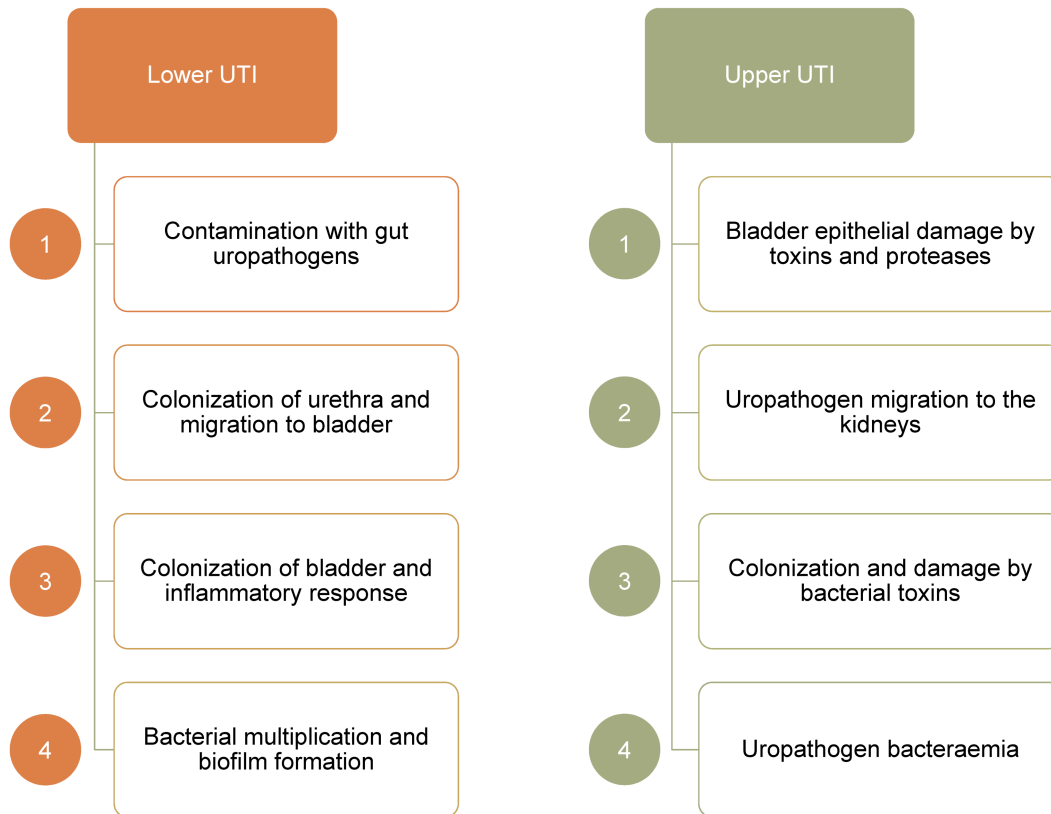 Lower UTI
1
Contamination with gut
uropathogens
2
Colonization of urethra and
migration to bladder
3
Colonization of bladder and
inflammatory response
4
Bacterial multiplication and
biofilm formation
Upper UTI
1
Bladder epithelial damage by
toxins and proteases
2
Uropathogen migration to the
kidneys
3
Colonization and damage by
bacterial toxins
4
Uropathogen bacteraemia